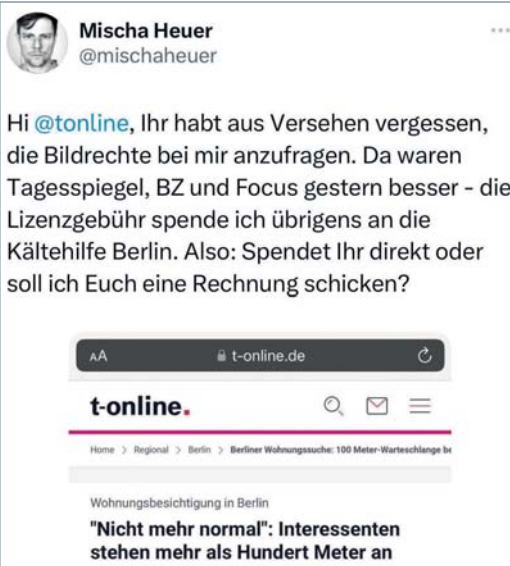 Mischa Heuer
@mischaheuer
Hi @tonline, Ihr habt aus Versehen vergessen,
die Bildrechte bei mir anzufragen. Da waren
Tagesspiegel, BZ und Focus gestern besser - die
Lizenzgebühr spende ich übrigens an die
Kältehilfe Berlin. Also: Spendet Ihr direkt oder
soll ich Euch eine Rechnung schicken?
AA t-online.de
t-online.
Home > Regional > Berlin > Berliner Wohnungssuche: 100 Meter-Warteschlange be
Wohnungsbesichtigung in Berlin
"Nicht mehr normal": Interessenten
stehen mehr als Hundert Meter an